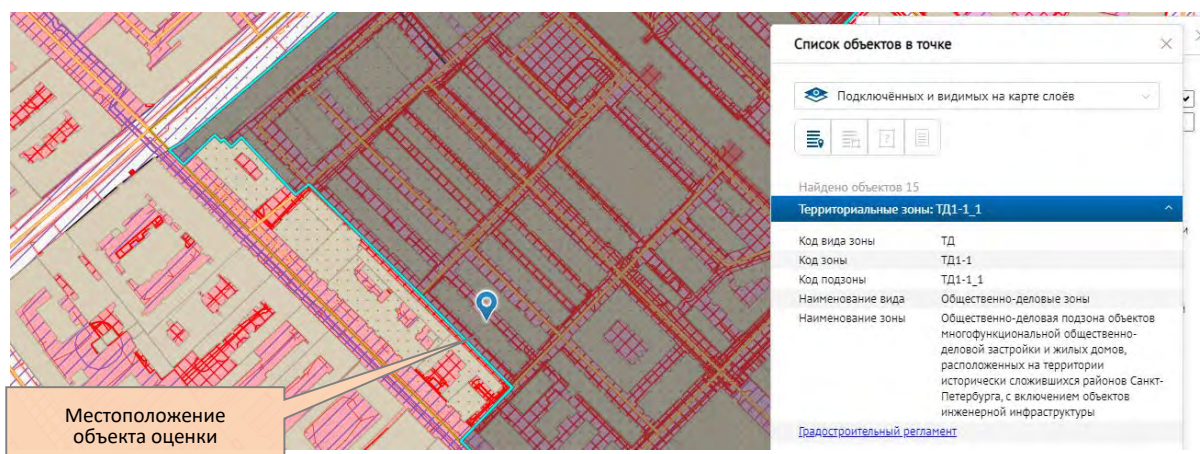 Местоположение
объекта оценки
Список объектов в точке
Подключённых и видимых на карте слоёв
Найдено объектов 15
Территориальные зоны: ТД1-1_1
Код вида зоны ТД
Код зоны ТД1-1
Код подзоны ТД1-1_1
Наименование вида Общественно-деловые зоны
Наименование зоны Общественно-деловая подзона объектов
многофункциональной общественно-
деловой застройки и жилых домов,
расположенных на территории
исторически сложившихся районов Санкт-
Петербурга, с включением объектов
инженерной инфраструктуры
Градостроительный регламент